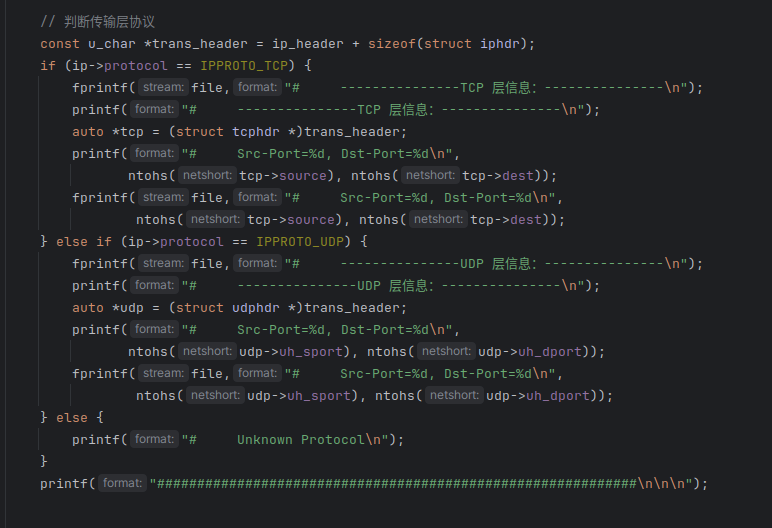 // 判断传输层协议
const u_char *trans_header = ip_header + sizeof(struct iphdr);
if (ip->protocol == IPPROTO_TCP) {
fprintf( stream: file, format: "#     ---------------TCP 层信息: ---------------\n");
printf( format: "#     ---------------TCP 层信息: ---------------\n");
auto *tcp = (struct tcphdr *)trans_header;
printf( format: "#     Src-Port=%d, Dst-Port=%d\n",
ntohs( netshort: tcp->source), ntohs( netshort: tcp->dest));
fprintf( stream: file, format: "#     Src-Port=%d, Dst-Port=%d\n",
ntohs( netshort: tcp->source), ntohs( netshort: tcp->dest));
} else if (ip->protocol == IPPROTO_UDP) {
fprintf( stream: file, format: "#     ---------------UDP 层信息: ---------------\n");
printf( format: "#     ---------------UDP 层信息: ---------------\n");
auto *udp = (struct udphdr *)trans_header;
printf( format: "#     Src-Port=%d, Dst-Port=%d\n",
ntohs( netshort: udp->uh_sport), ntohs( netshort: udp->uh_dport));
fprintf( stream: file, format: "#     Src-Port=%d, Dst-Port=%d\n",
ntohs( netshort: udp->uh_sport), ntohs( netshort: udp->uh_dport));
} else {
printf( format: "#     Unknown Protocol\n");
}
printf( format: "############################################################\n\n\n");